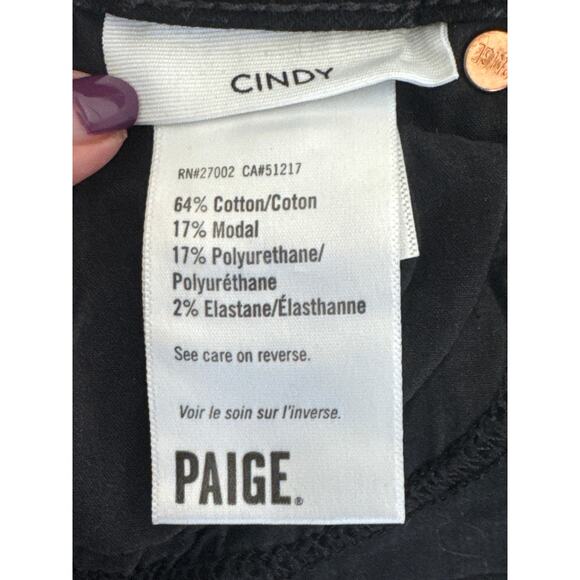 CINDY
RN#27002 CA#51217
64% Cotton/Coton
17% Modal
17% Polyurethane/
Polyuréthane
2% Elastane/Élasthanne
See care on reverse.
Voir le soin sur l'inverse.
PAIGE®